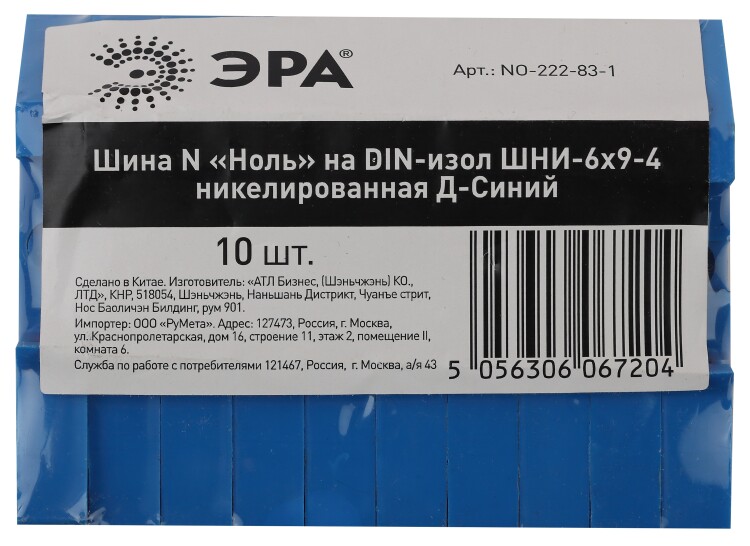 ЭРА®
Арт.: NO-222-83-1
Шина N «Ноль» на DIN-изол ШНИ-6х9-4
никелированная Д-Синий
10 шт.
Сделано в Китае. Изготовитель: «АТЛ Бизнес, (Шэньчжэнь) КО.,
ЛТД», КНР, 518054, Шэньчжэнь, Наньшань Дистрикт, Чуанъе стрит,
Нос Баоличэн Билдинг, рум 901.
Импортер: ООО «РуМета». Адрес: 127473, Россия, г. Москва,
ул. Краснопролетарская, дом 16, строение 11, этаж 2, помещение II,
комната 6.
Служба по работе с потребителями 121467, Россия, г. Москва, а/я 43
5 056306 067204